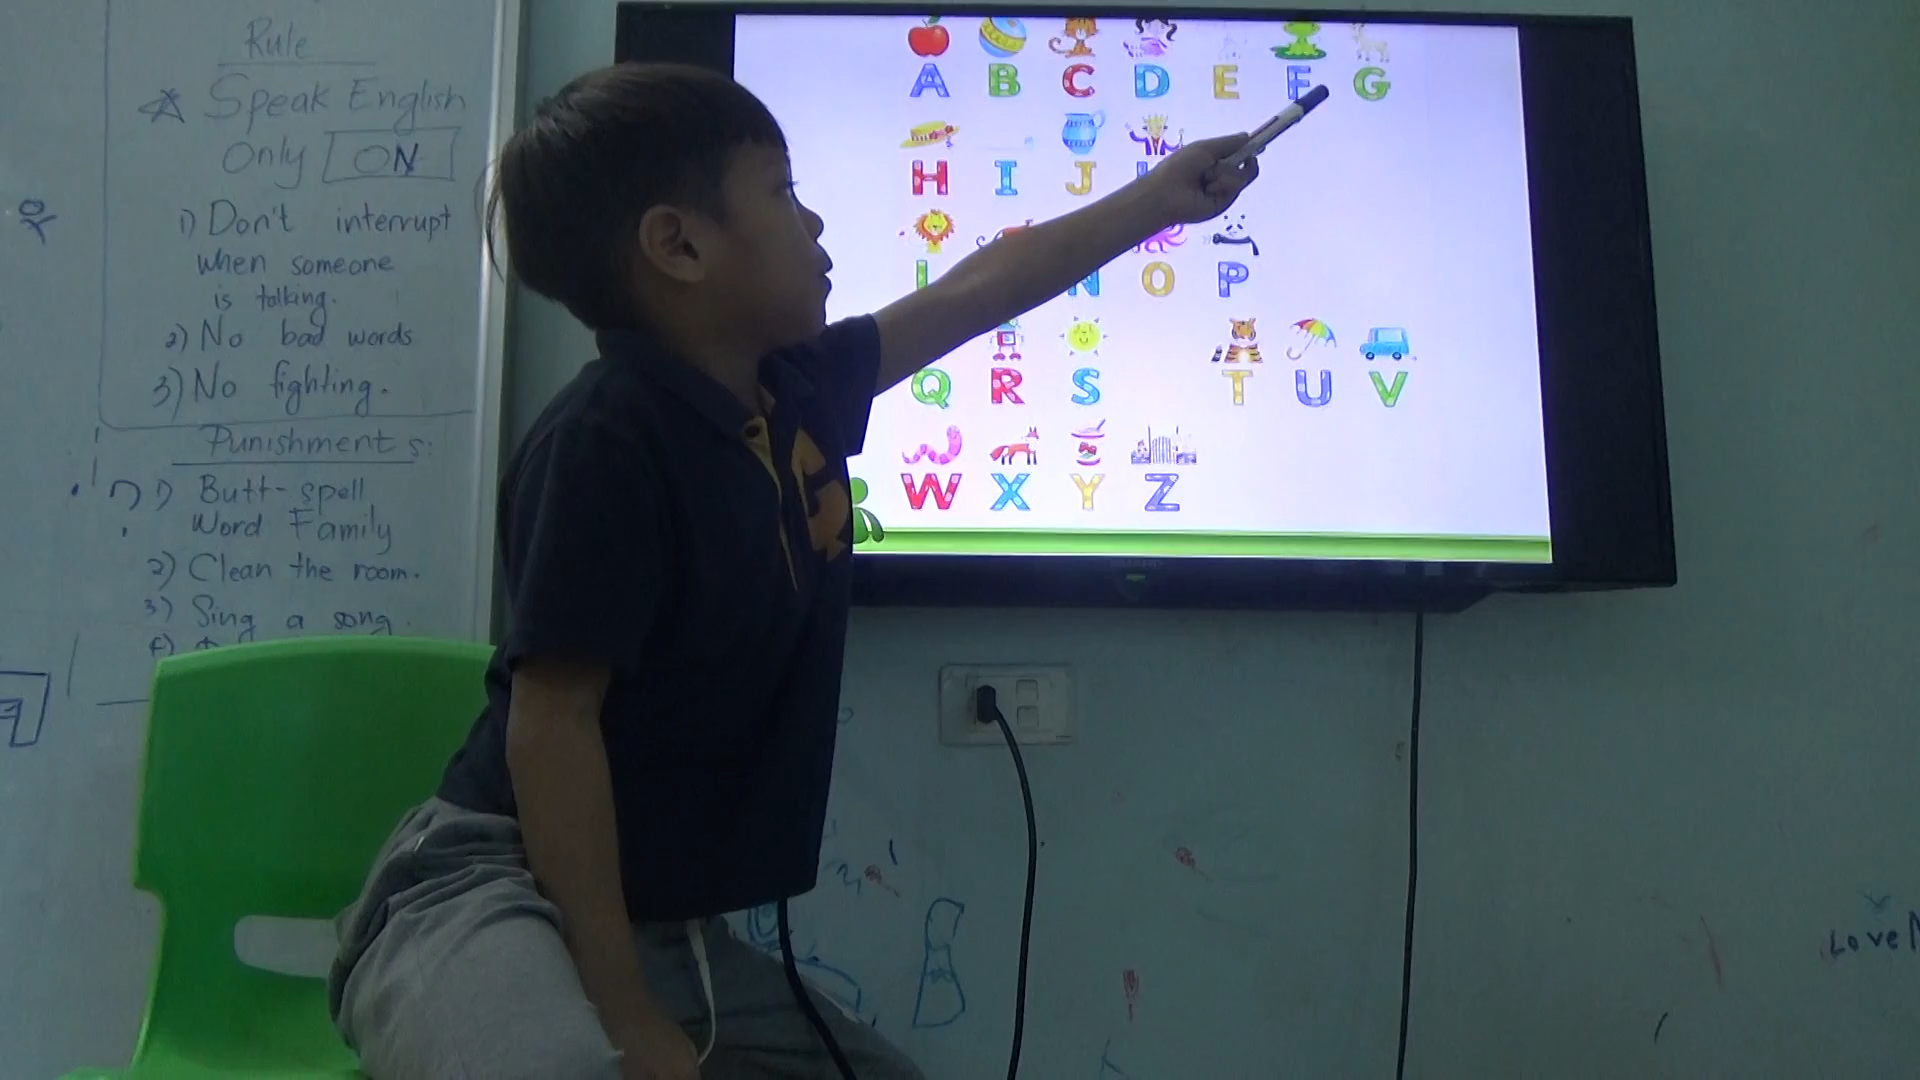 Rule
Speak English
Only ON
1) Don't interrupt
when someone
is talking.
2) No bad words
3) No fighting.
Punishments:
1) Butt-spell
Word Family
2) Clean the room.
3) Sing a song.
A B C D E F G
H I J K
L N O P
Q R S T U V
W X Y Z
Love